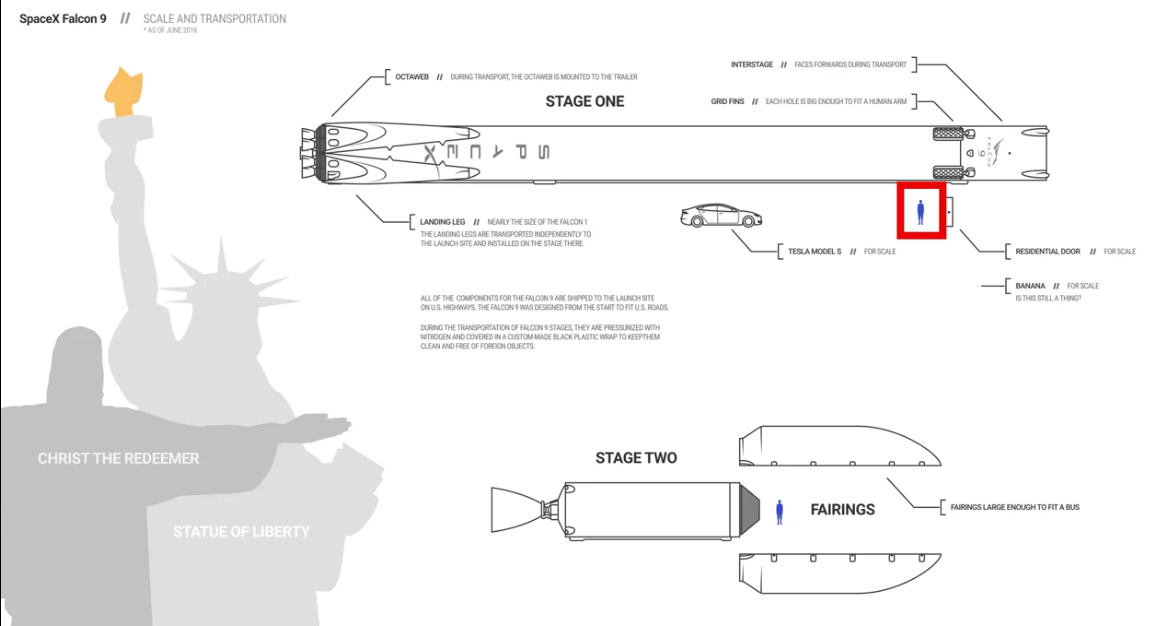 SpaceX Falcon 9 // SCALE AND TRANSPORTATION
* AS OF JUNE 2016
INTERSTAGE // FACES FORWARDS DURING TRANSPORT
OCTAWEB // DURING TRANSPORT, THE OCTAWEB IS MOUNTED TO THE TRAILER
STAGE ONE
GRID FINS // EACH HOLE IS BIG ENOUGH TO FIT A HUMAN ARM
SPACEX
FALCON 9
LANDING LEG // NEARLY THE SIZE OF THE FALCON 1
THE LANDING LEGS ARE TRANSPORTED INDEPENDENTLY TO
THE LAUNCH SITE AND INSTALLED ON THE STAGE THERE.
TESLA MODEL S // FOR SCALE
RESIDENTIAL DOOR // FOR SCALE
BANANA // FOR SCALE
IS THIS STILL A THING?
ALL OF THE COMPONENTS FOR THE FALCON 9 ARE SHIPPED TO THE LAUNCH SITE
ON U.S. HIGHWAYS. THE FALCON 9 WAS DESIGNED FROM THE START TO FIT U.S. ROADS.
DURING THE TRANSPORTATION OF FALCON 9 STAGES, THEY ARE PRESSURIZED WITH
NITROGEN AND COVERED IN A CUSTOM-MADE BLACK PLASTIC WRAP TO KEEPTHEM
CLEAN AND FREE OF FOREIGN OBJECTS.
CHRIST THE REDEEMER
STATUE OF LIBERTY
STAGE TWO
FAIRINGS
FAIRINGS LARGE ENOUGH TO FIT A BUS